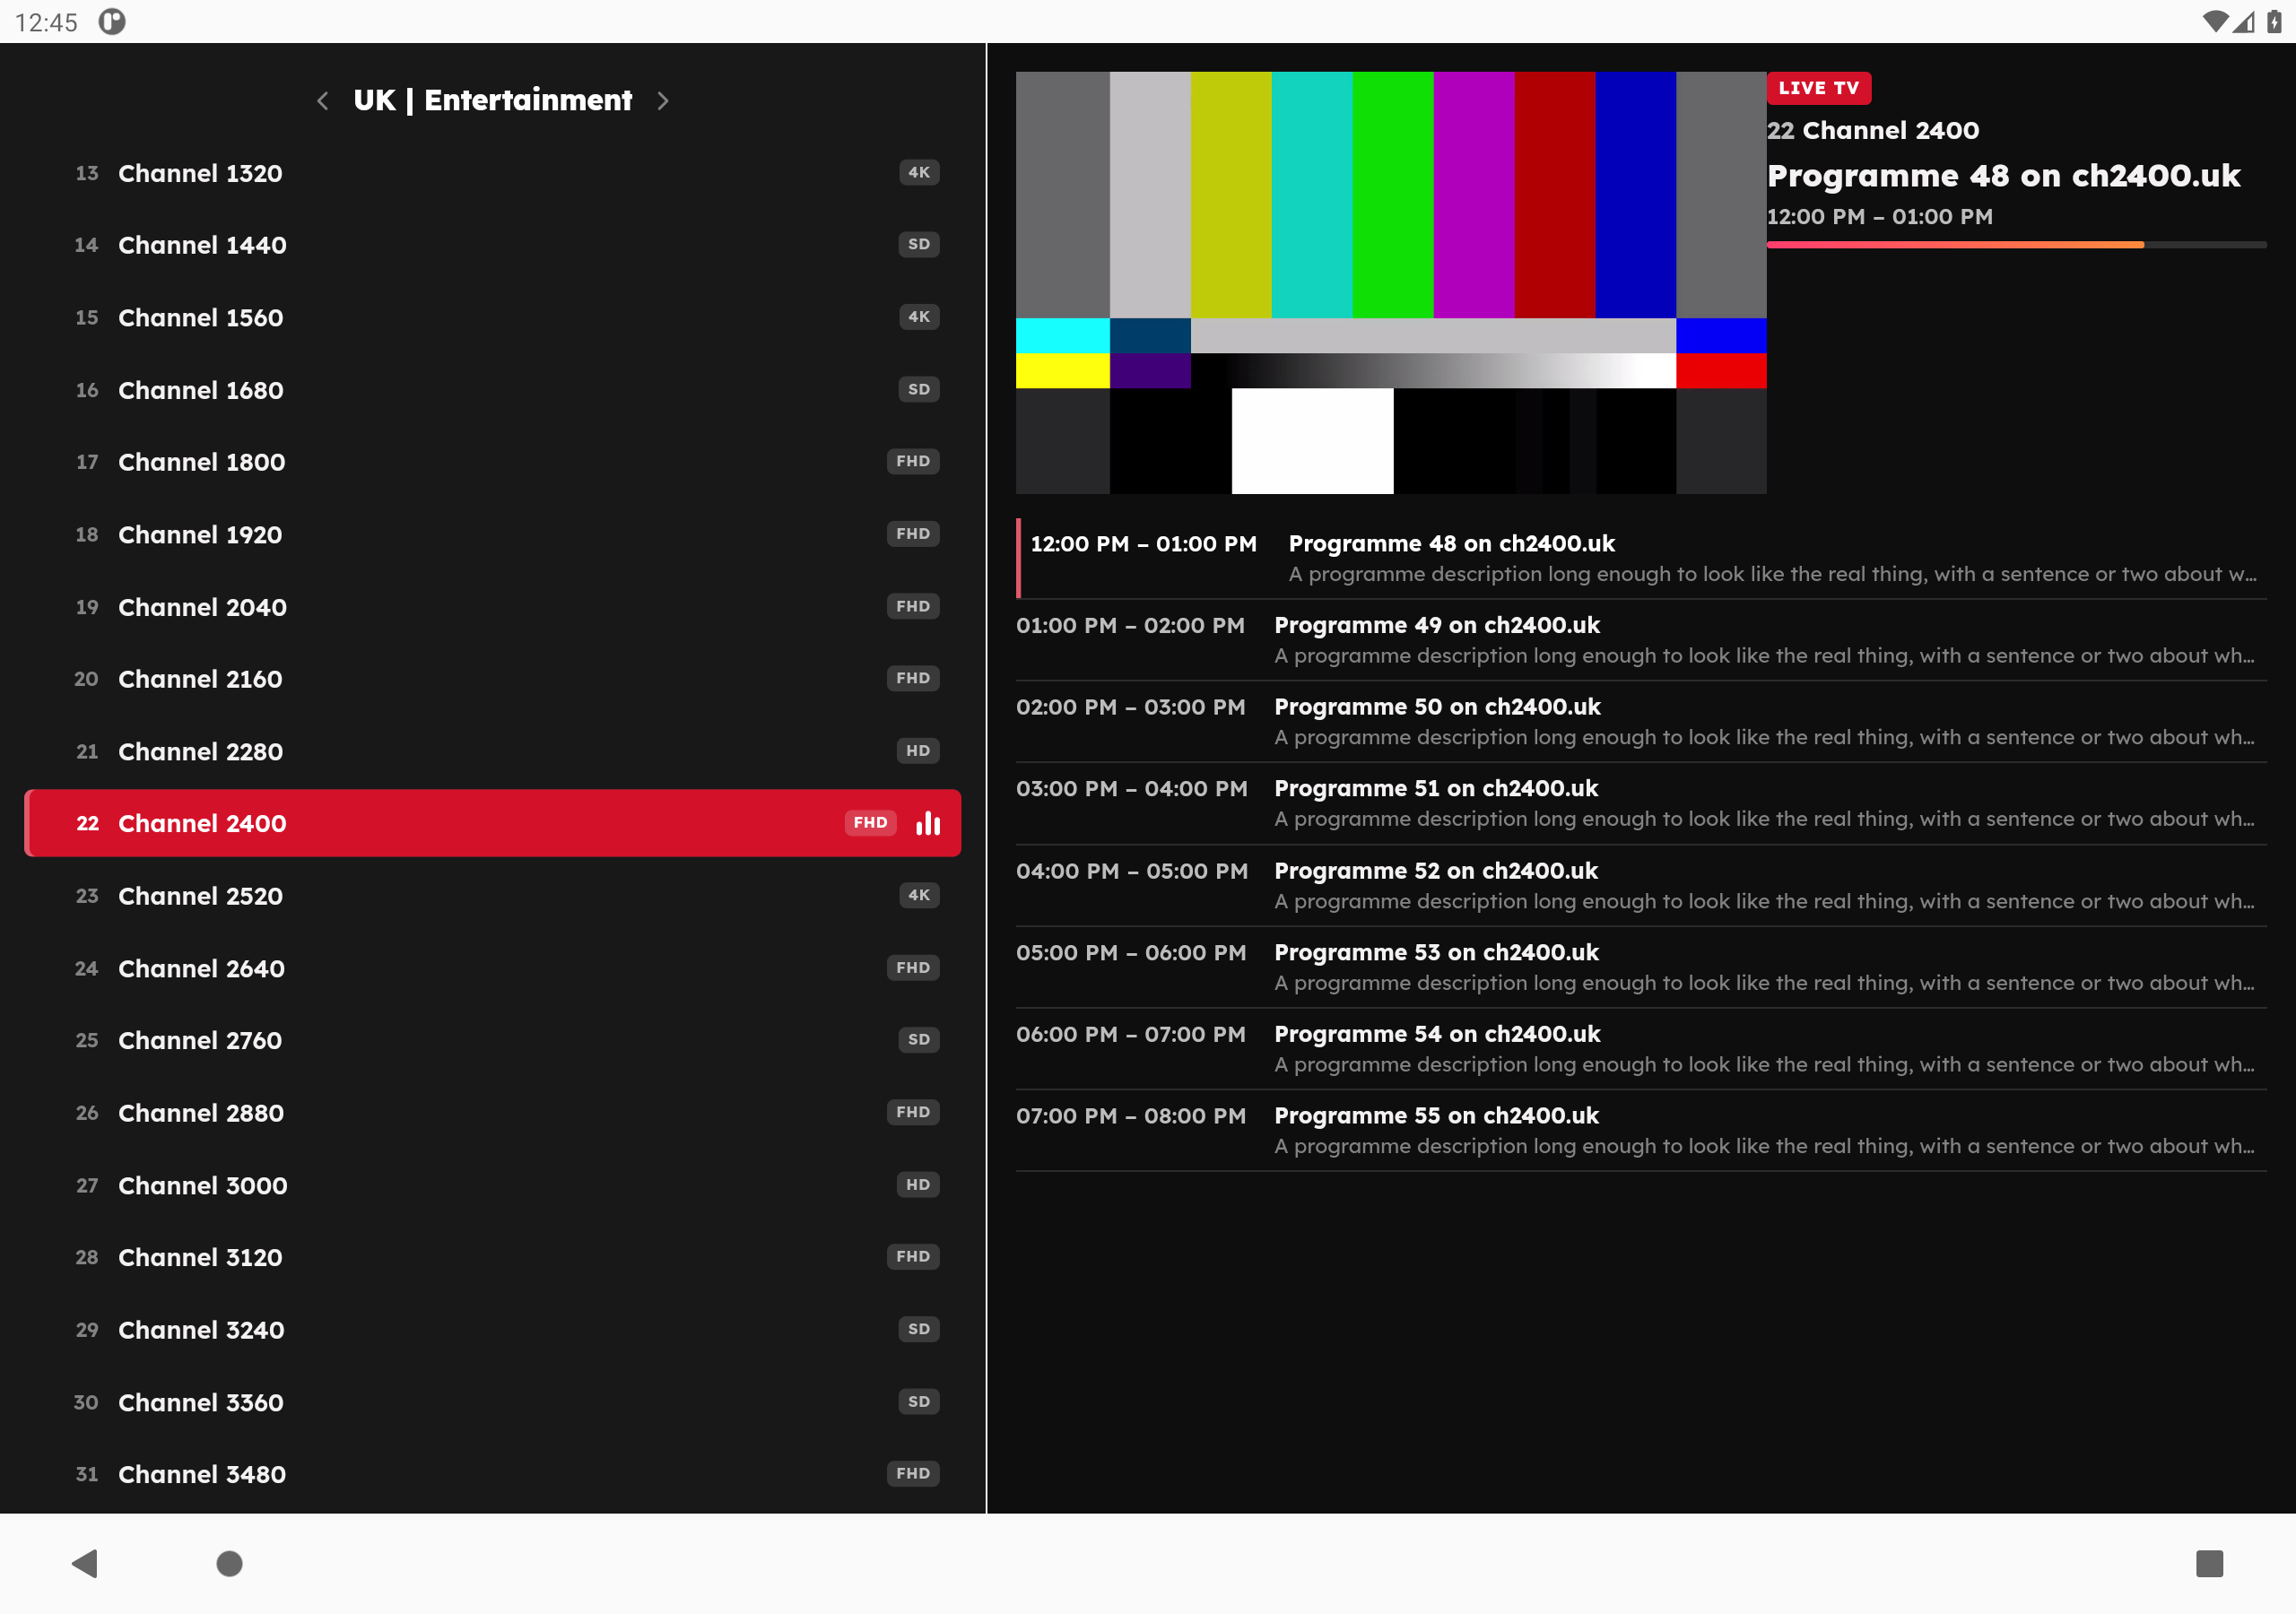 12:45
UK | Entertainment
13 Channel 1320 4K
14 Channel 1440 SD
15 Channel 1560 4K
16 Channel 1680 SD
17 Channel 1800 FHD
18 Channel 1920 FHD
19 Channel 2040 FHD
20 Channel 2160 FHD
21 Channel 2280 HD
22 Channel 2400 FHD
23 Channel 2520 4K
24 Channel 2640 FHD
25 Channel 2760 SD
26 Channel 2880 FHD
27 Channel 3000 HD
28 Channel 3120 FHD
29 Channel 3240 SD
30 Channel 3360 SD
31 Channel 3480 FHD
LIVE TV
22 Channel 2400
Programme 48 on ch2400.uk
12:00 PM – 01:00 PM
12:00 PM – 01:00 PM Programme 48 on ch2400.uk
A programme description long enough to look like the real thing, with a sentence or two about w…
01:00 PM – 02:00 PM Programme 49 on ch2400.uk
A programme description long enough to look like the real thing, with a sentence or two about wh…
02:00 PM – 03:00 PM Programme 50 on ch2400.uk
A programme description long enough to look like the real thing, with a sentence or two about wh…
03:00 PM – 04:00 PM Programme 51 on ch2400.uk
A programme description long enough to look like the real thing, with a sentence or two about wh…
04:00 PM – 05:00 PM Programme 52 on ch2400.uk
A programme description long enough to look like the real thing, with a sentence or two about wh…
05:00 PM – 06:00 PM Programme 53 on ch2400.uk
A programme description long enough to look like the real thing, with a sentence or two about wh…
06:00 PM – 07:00 PM Programme 54 on ch2400.uk
A programme description long enough to look like the real thing, with a sentence or two about wh…
07:00 PM – 08:00 PM Programme 55 on ch2400.uk
A programme description long enough to look like the real thing, with a sentence or two about wh…